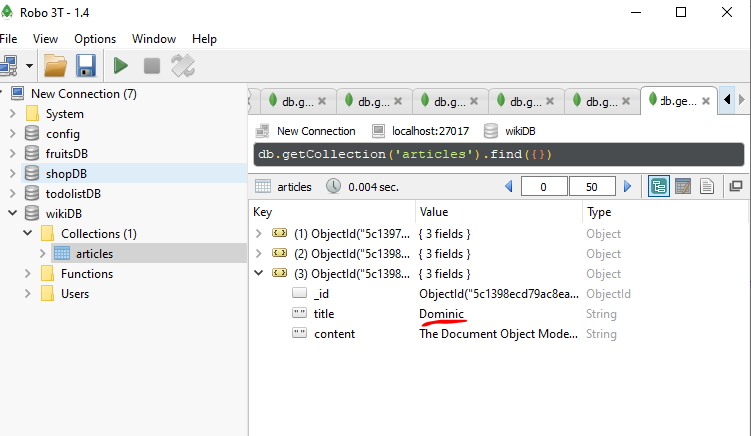 Robo 3T - 1.4
File View Options Window Help
New Connection (7)
System
config
fruitsDB
shopDB
todolistDB
wikiDB
Collections (1)
articles
Functions
Users
db.g... db.g... db.g... db.g... db.g... db.ge...
New Connection localhost:27017 wikiDB
db.getCollection('articles').find({})
articles 0.004 sec. 0 50
Key Value Type
(1) ObjectId("5c1397... { 3 fields } Object
(2) ObjectId("5c1398... { 3 fields } Object
(3) ObjectId("5c1398... { 3 fields } Object
_id ObjectId("5c1398ecd79ac8ea... ObjectId
title Dominic String
content The Document Object Mode... String